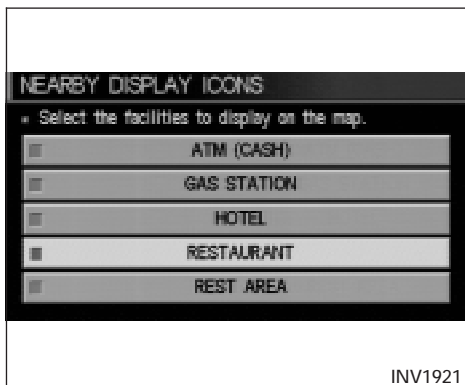 NEARBY DISPLAY ICONS
Select the facilities to display on the map.
ATM (CASH)
GAS STATION
HOTEL
RESTAURANT
REST AREA
INV1921